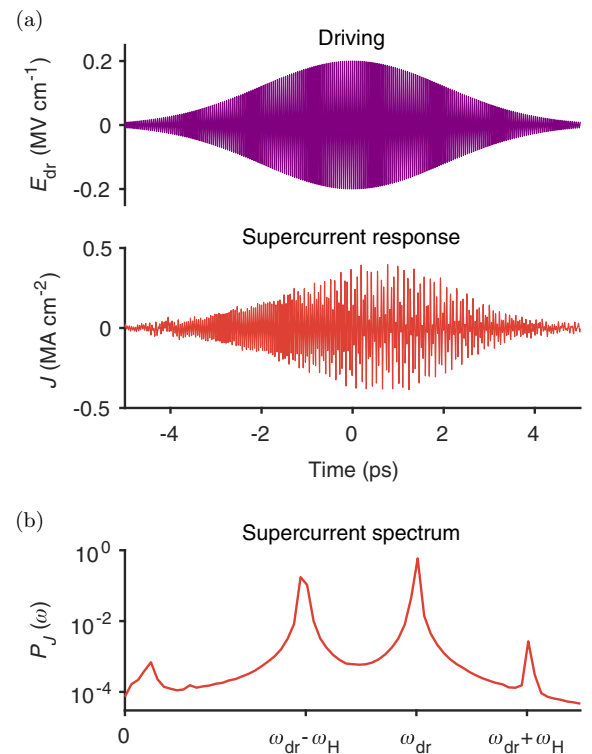 (a)
Driving
0.2
0
-0.2
E_dr (MV cm⁻¹)
Supercurrent response
0.5
0
-0.5
J (MA cm⁻²)
-4 -2 0 2 4
Time (ps)
(b)
Supercurrent spectrum
10⁰
10⁻²
10⁻⁴
P_J (ω)
0 ω_dr-ω_H ω_dr ω_dr+ω_H